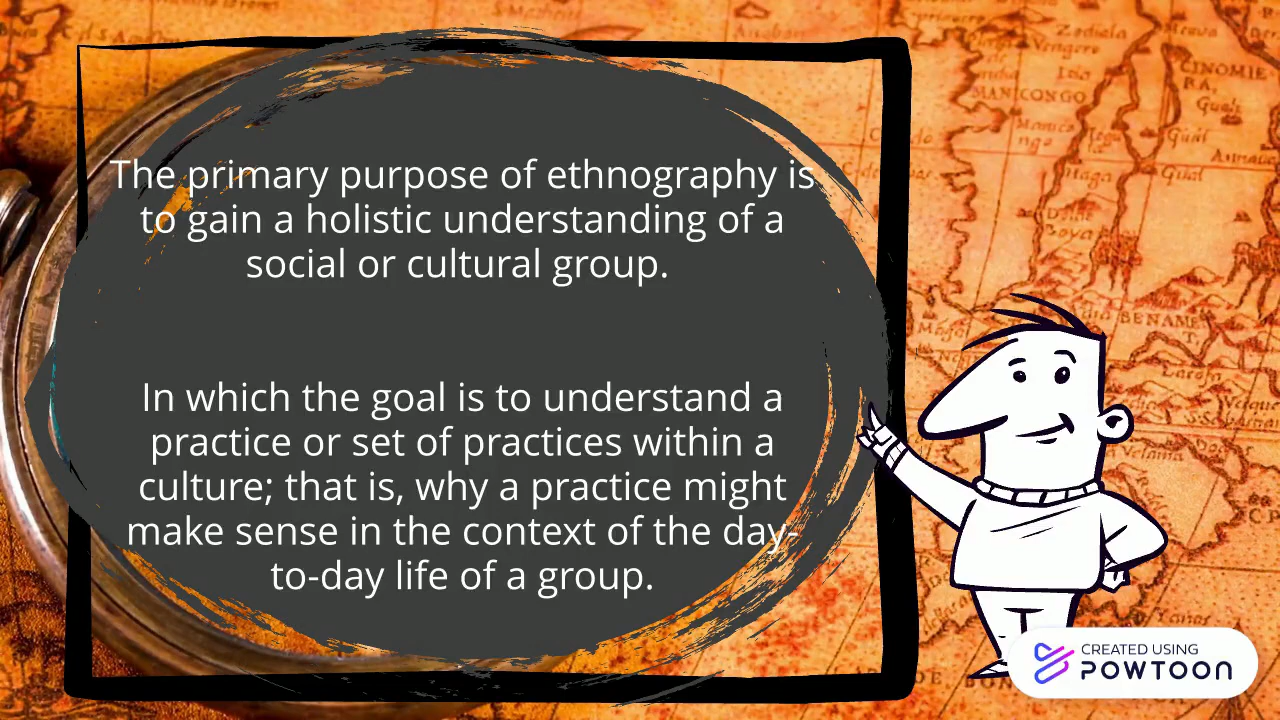 The primary purpose of ethnography is
to gain a holistic understanding of a
social or cultural group.
In which the goal is to understand a
practice or set of practices within a
culture; that is, why a practice might
make sense in the context of the day-
to-day life of a group.
MANICONGO
BENAME
CREATED USING
POWTOON